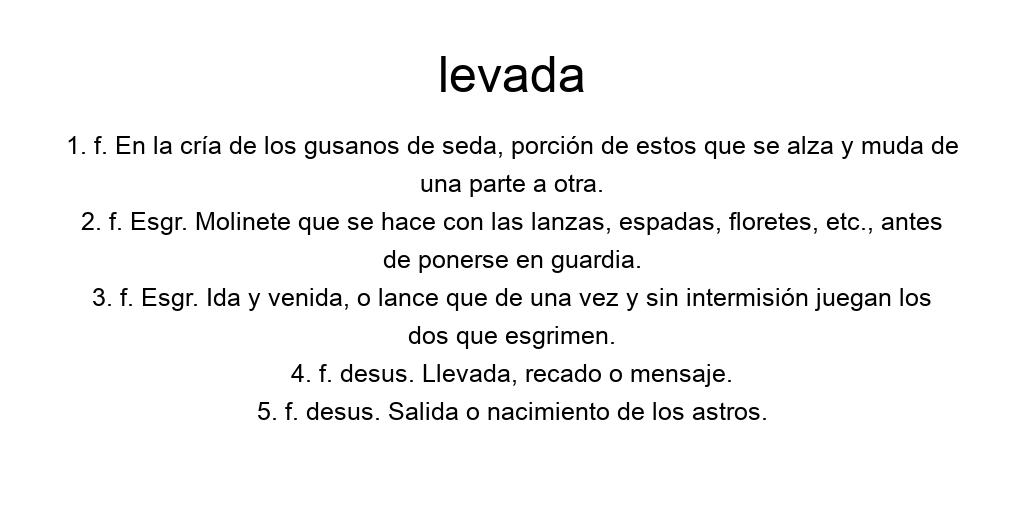 levada
1. f. En la cría de los gusanos de seda, porción de estos que se alza y muda de
una parte a otra.
2. f. Esgr. Molinete que se hace con las lanzas, espadas, floretes, etc., antes
de ponerse en guardia.
3. f. Esgr. Ida y venida, o lance que de una vez y sin intermisión juegan los
dos que esgrimen.
4. f. desus. Llevada, recado o mensaje.
5. f. desus. Salida o nacimiento de los astros.